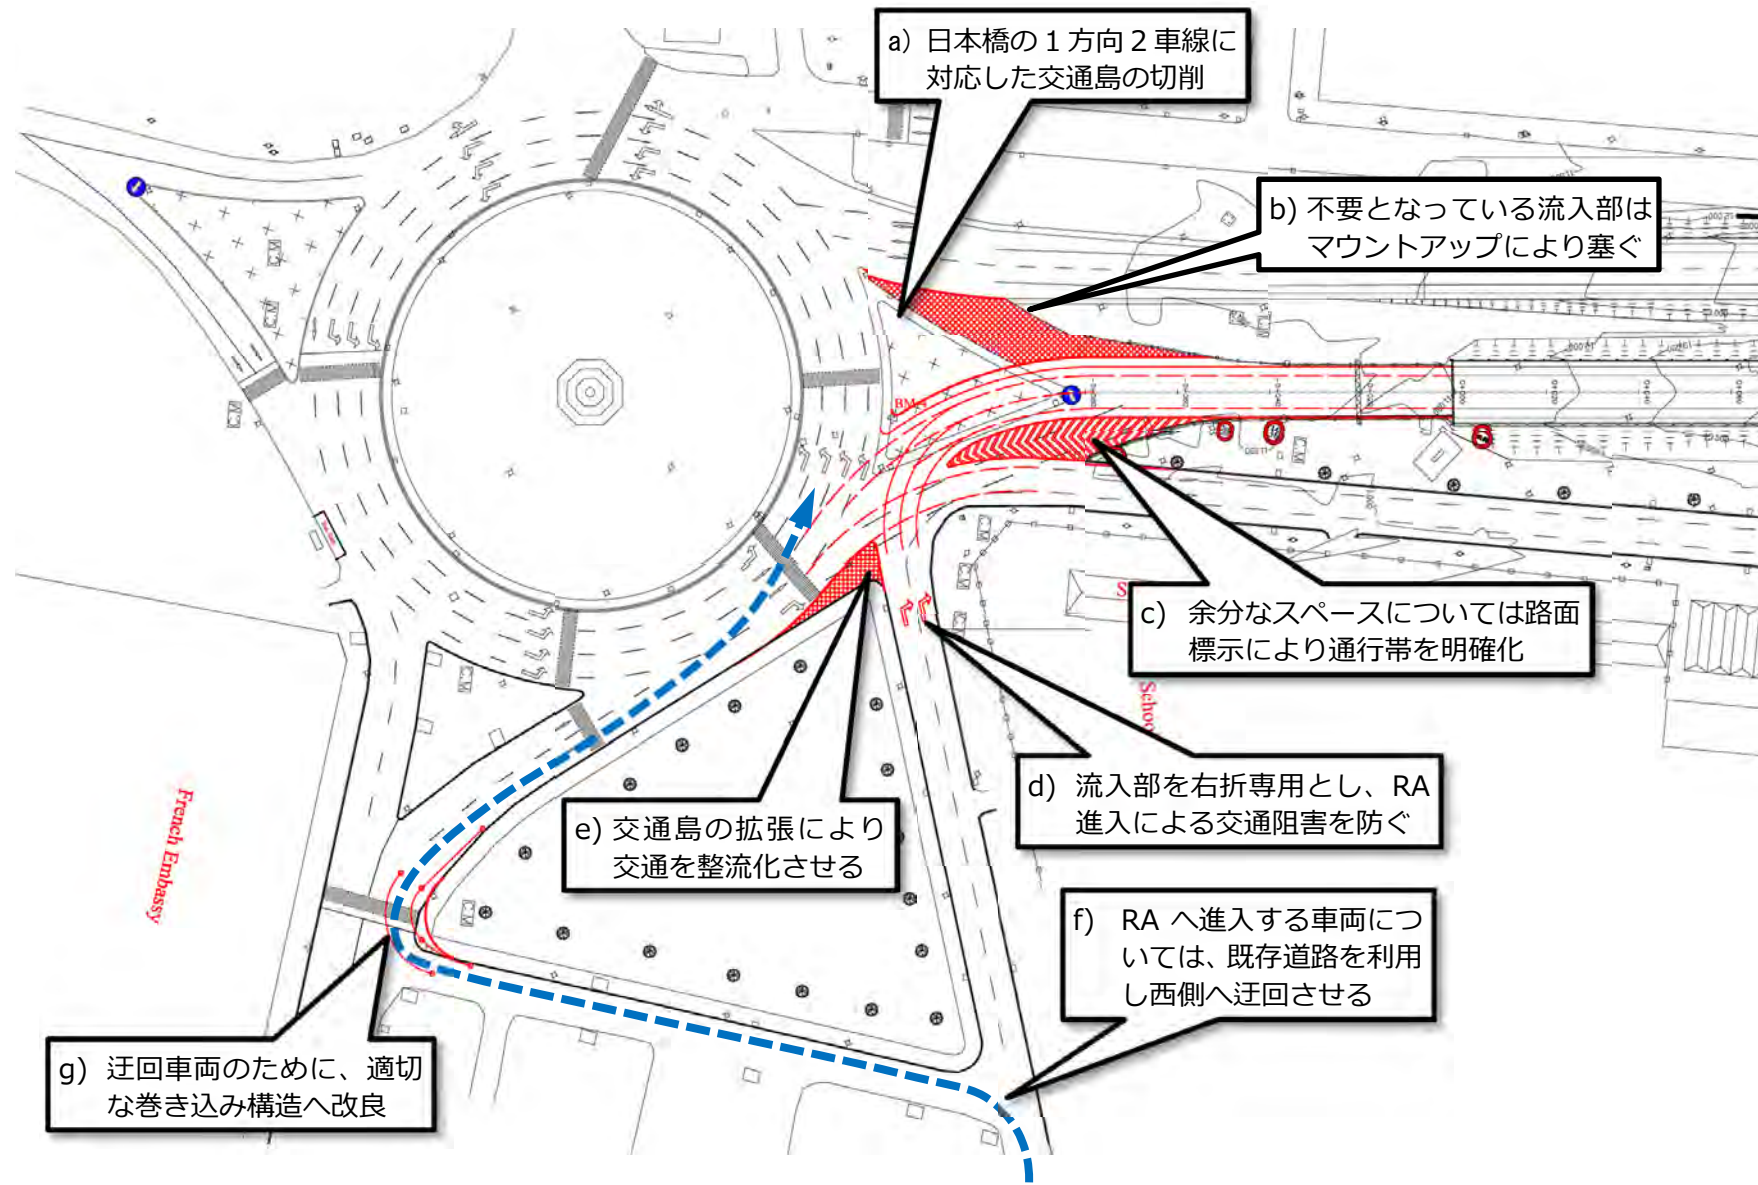 a) 日本橋の1方向2車線に
対応した交通島の切削
b) 不要となっている流入部は
マウントアップにより塞ぐ
c) 余分なスペースについては路面
標示により通行帯を明確化
d) 流入部を右折専用とし、RA
進入による交通阻害を防ぐ
e) 交通島の拡張により
交通を整流化させる
f) RA へ進入する車両につ
いては、既存道路を利用
し西側へ迂回させる
g) 迂回車両のために、適切
な巻き込み構造へ改良
French Embassy